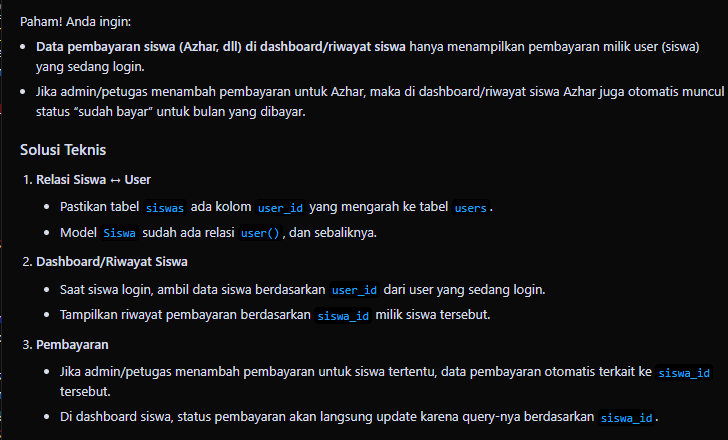 Paham! Anda ingin:
• Data pembayaran siswa (Azhar, dll) di dashboard/riwayat siswa hanya menampilkan pembayaran milik user (siswa)
yang sedang login.
• Jika admin/petugas menambah pembayaran untuk Azhar, maka di dashboard/riwayat siswa Azhar juga otomatis muncul
status “sudah bayar” untuk bulan yang dibayar.
Solusi Teknis
1. Relasi Siswa ↔ User
• Pastikan tabel siswas ada kolom user_id yang mengarah ke tabel users.
• Model Siswa sudah ada relasi user(), dan sebaliknya.
2. Dashboard/Riwayat Siswa
• Saat siswa login, ambil data siswa berdasarkan user_id dari user yang sedang login.
• Tampilkan riwayat pembayaran berdasarkan siswa_id milik siswa tersebut.
3. Pembayaran
• Jika admin/petugas menambah pembayaran untuk siswa tertentu, data pembayaran otomatis terkait ke siswa_id
tersebut.
• Di dashboard siswa, status pembayaran akan langsung update karena query-nya berdasarkan siswa_id.